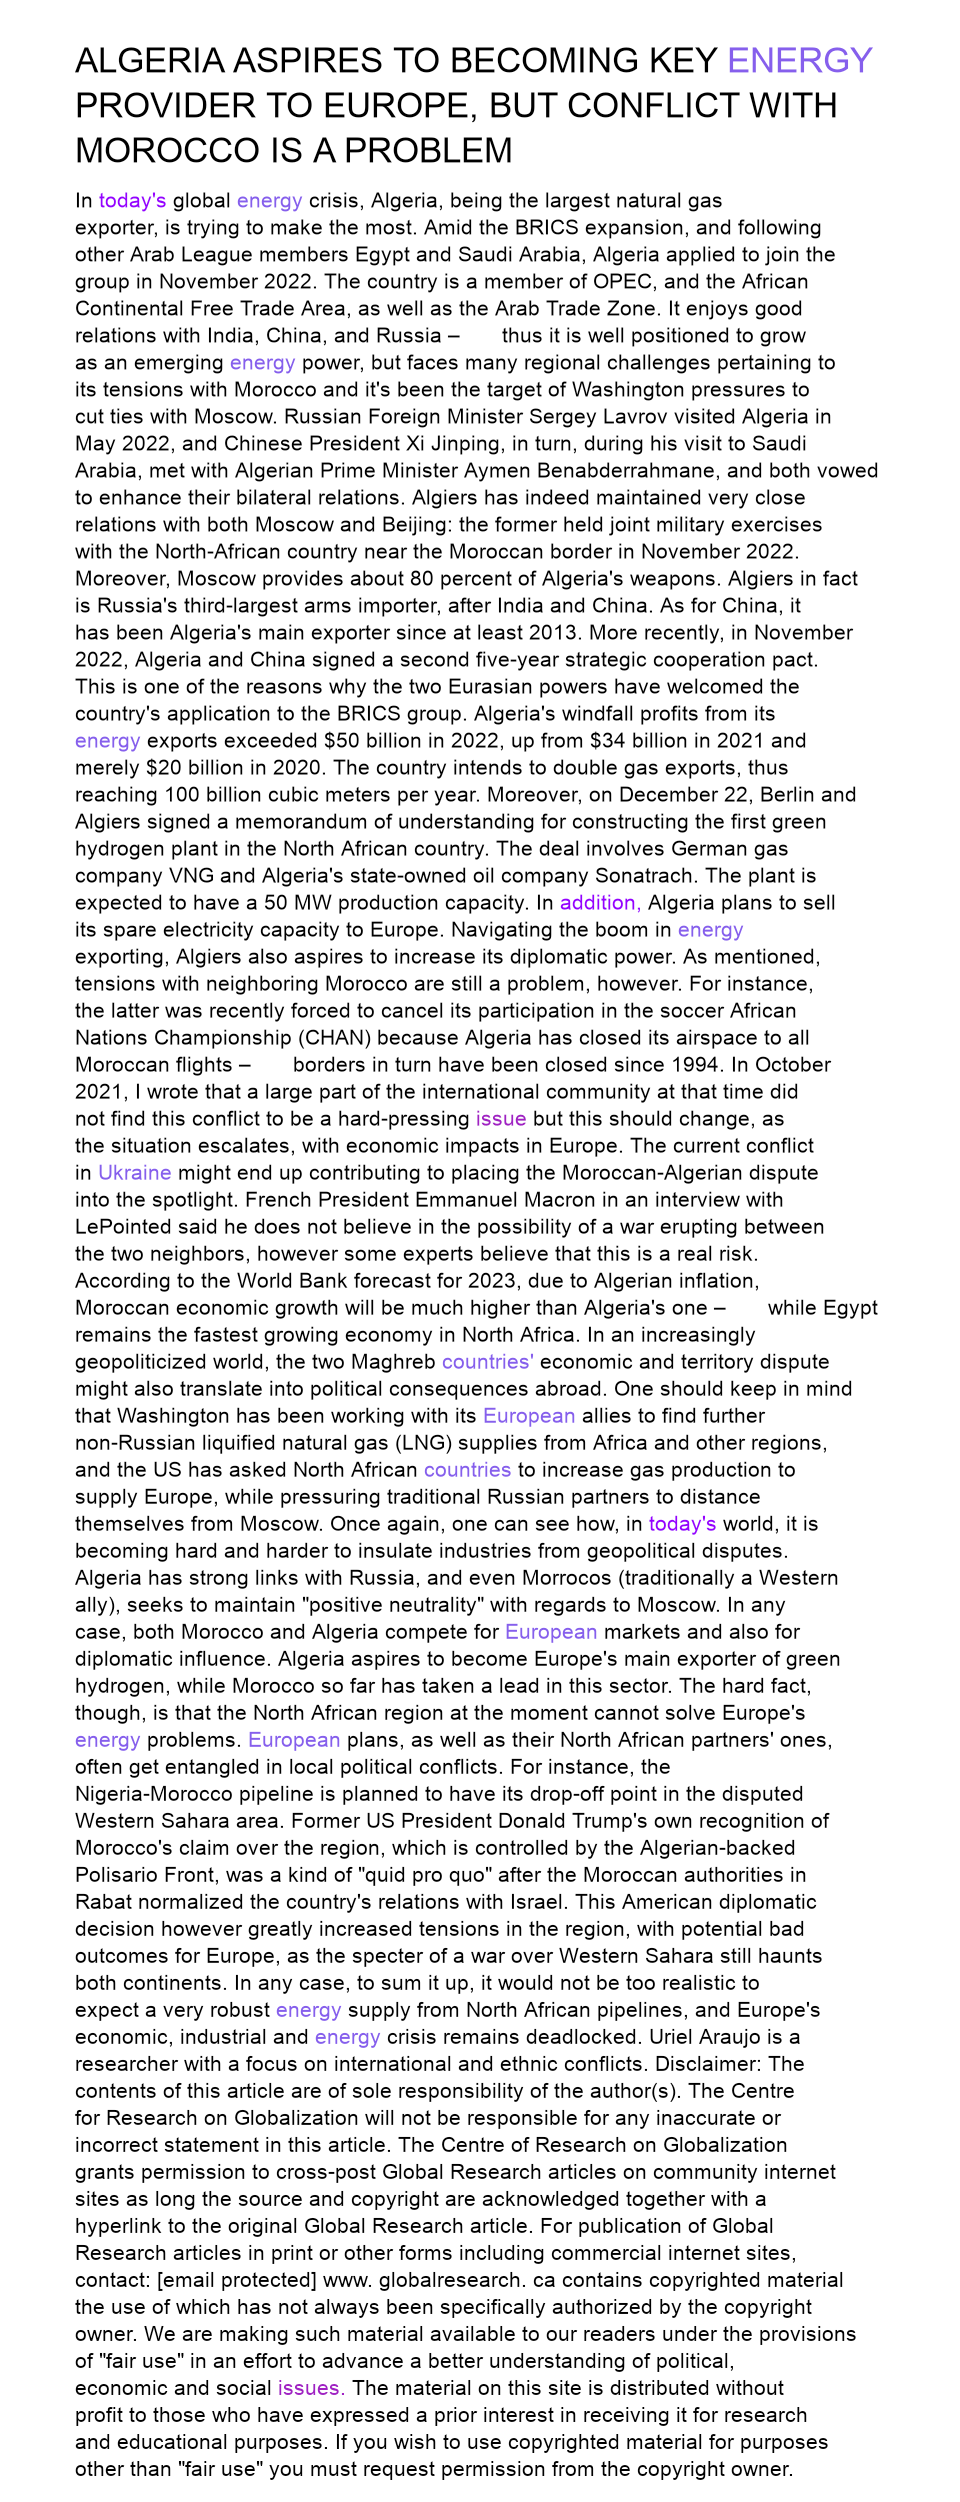 ALGERIA ASPIRES TO BECOMING KEY ENERGY
PROVIDER TO EUROPE, BUT CONFLICT WITH
MOROCCO IS A PROBLEM
In today's global energy crisis, Algeria, being the largest natural gas
exporter, is trying to make the most. Amid the BRICS expansion, and following
other Arab League members Egypt and Saudi Arabia, Algeria applied to join the
group in November 2022. The country is a member of OPEC, and the African
Continental Free Trade Area, as well as the Arab Trade Zone. It enjoys good
relations with India, China, and Russia – thus it is well positioned to grow
as an emerging energy power, but faces many regional challenges pertaining to
its tensions with Morocco and it's been the target of Washington pressures to
cut ties with Moscow. Russian Foreign Minister Sergey Lavrov visited Algeria in
May 2022, and Chinese President Xi Jinping, in turn, during his visit to Saudi
Arabia, met with Algerian Prime Minister Aymen Benabderrahmane, and both vowed
to enhance their bilateral relations. Algiers has indeed maintained very close
relations with both Moscow and Beijing: the former held joint military exercises
with the North-African country near the Moroccan border in November 2022.
Moreover, Moscow provides about 80 percent of Algeria's weapons. Algiers in fact
is Russia's third-largest arms importer, after India and China. As for China, it
has been Algeria's main exporter since at least 2013. More recently, in November
2022, Algeria and China signed a second five-year strategic cooperation pact.
This is one of the reasons why the two Eurasian powers have welcomed the
country's application to the BRICS group. Algeria's windfall profits from its
energy exports exceeded $50 billion in 2022, up from $34 billion in 2021 and
merely $20 billion in 2020. The country intends to double gas exports, thus
reaching 100 billion cubic meters per year. Moreover, on December 22, Berlin and
Algiers signed a memorandum of understanding for constructing the first green
hydrogen plant in the North African country. The deal involves German gas
company VNG and Algeria's state-owned oil company Sonatrach. The plant is
expected to have a 50 MW production capacity. In addition, Algeria plans to sell
its spare electricity capacity to Europe. Navigating the boom in energy
exporting, Algiers also aspires to increase its diplomatic power. As mentioned,
tensions with neighboring Morocco are still a problem, however. For instance,
the latter was recently forced to cancel its participation in the soccer African
Nations Championship (CHAN) because Algeria has closed its airspace to all
Moroccan flights – borders in turn have been closed since 1994. In October
2021, I wrote that a large part of the international community at that time did
not find this conflict to be a hard-pressing issue but this should change, as
the situation escalates, with economic impacts in Europe. The current conflict
in Ukraine might end up contributing to placing the Moroccan-Algerian dispute
into the spotlight. French President Emmanuel Macron in an interview with
LePointed said he does not believe in the possibility of a war erupting between
the two neighbors, however some experts believe that this is a real risk.
According to the World Bank forecast for 2023, due to Algerian inflation,
Moroccan economic growth will be much higher than Algeria's one – while Egypt
remains the fastest growing economy in North Africa. In an increasingly
geopoliticized world, the two Maghreb countries' economic and territory dispute
might also translate into political consequences abroad. One should keep in mind
that Washington has been working with its European allies to find further
non-Russian liquified natural gas (LNG) supplies from Africa and other regions,
and the US has asked North African countries to increase gas production to
supply Europe, while pressuring traditional Russian partners to distance
themselves from Moscow. Once again, one can see how, in today's world, it is
becoming hard and harder to insulate industries from geopolitical disputes.
Algeria has strong links with Russia, and even Morrocos (traditionally a Western
ally), seeks to maintain "positive neutrality" with regards to Moscow. In any
case, both Morocco and Algeria compete for European markets and also for
diplomatic influence. Algeria aspires to become Europe's main exporter of green
hydrogen, while Morocco so far has taken a lead in this sector. The hard fact,
though, is that the North African region at the moment cannot solve Europe's
energy problems. European plans, as well as their North African partners' ones,
often get entangled in local political conflicts. For instance, the
Nigeria-Morocco pipeline is planned to have its drop-off point in the disputed
Western Sahara area. Former US President Donald Trump's own recognition of
Morocco's claim over the region, which is controlled by the Algerian-backed
Polisario Front, was a kind of "quid pro quo" after the Moroccan authorities in
Rabat normalized the country's relations with Israel. This American diplomatic
decision however greatly increased tensions in the region, with potential bad
outcomes for Europe, as the specter of a war over Western Sahara still haunts
both continents. In any case, to sum it up, it would not be too realistic to
expect a very robust energy supply from North African pipelines, and Europe's
economic, industrial and energy crisis remains deadlocked. Uriel Araujo is a
researcher with a focus on international and ethnic conflicts. Disclaimer: The
contents of this article are of sole responsibility of the author(s). The Centre
for Research on Globalization will not be responsible for any inaccurate or
incorrect statement in this article. The Centre of Research on Globalization
grants permission to cross-post Global Research articles on community internet
sites as long the source and copyright are acknowledged together with a
hyperlink to the original Global Research article. For publication of Global
Research articles in print or other forms including commercial internet sites,
contact: [email protected] www. globalresearch. ca contains copyrighted material
the use of which has not always been specifically authorized by the copyright
owner. We are making such material available to our readers under the provisions
of "fair use" in an effort to advance a better understanding of political,
economic and social issues. The material on this site is distributed without
profit to those who have expressed a prior interest in receiving it for research
and educational purposes. If you wish to use copyrighted material for purposes
other than "fair use" you must request permission from the copyright owner.